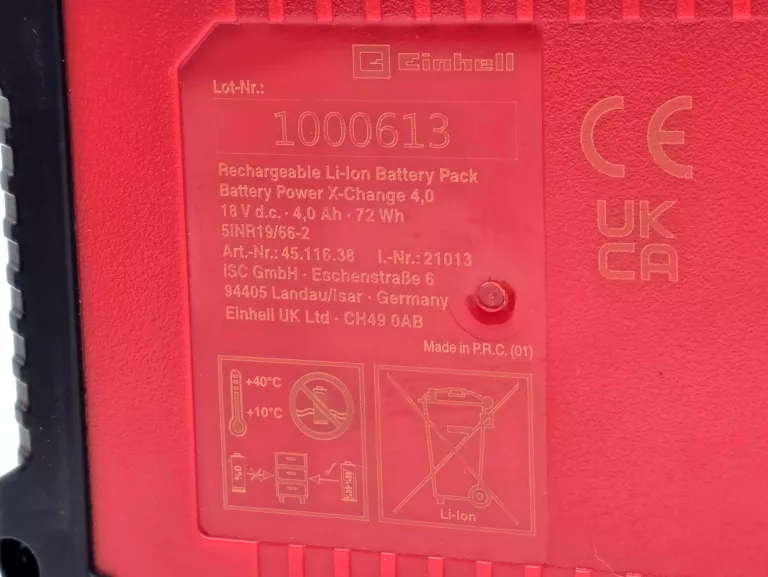 Einhell
Lot-Nr.:
1000613
Rechargeable Li-Ion Battery Pack
Battery Power X-Change 4,0
18 V d.c. · 4,0 Ah · 72 Wh
5INR19/66-2
Art.-Nr.: 45.116.38 I.-Nr.: 21013
iSC GmbH · Eschenstraße 6
94405 Landau/Isar · Germany
Einhell UK Ltd · CH49 0AB
Made in P.R.C. (01)
+40°C
+10°C
0%
Li-Ion
CE
UK
CA